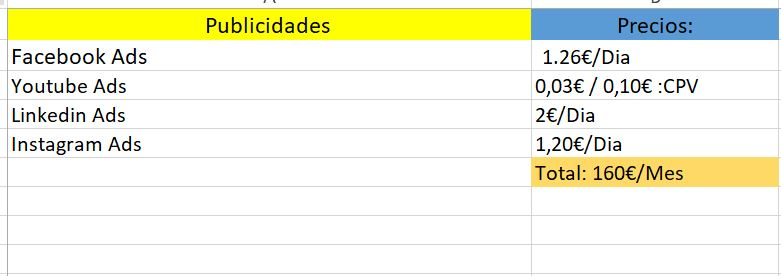 Publicidades Precios:
Facebook Ads 1.26€/Dia
Youtube Ads 0,03€ / 0,10€ :CPV
Linkedin Ads 2€/Dia
Instagram Ads 1,20€/Dia
Total: 160€/Mes